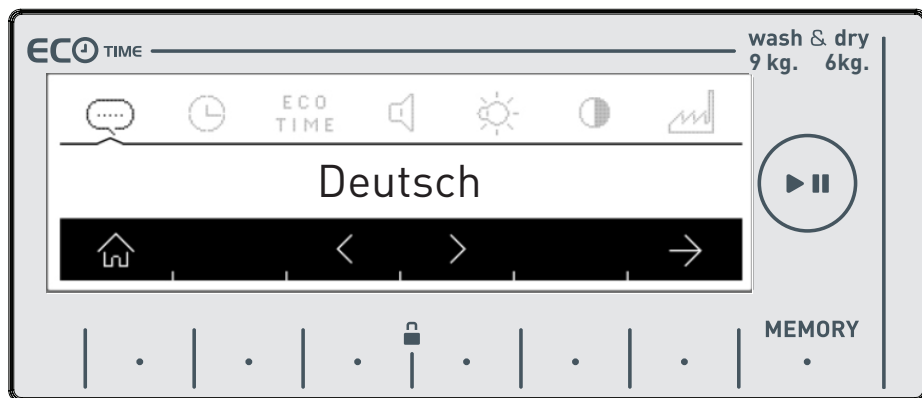 ECO TIME
wash & dry
9 kg. 6kg.
ECO
TIME
Deutsch
MEMORY